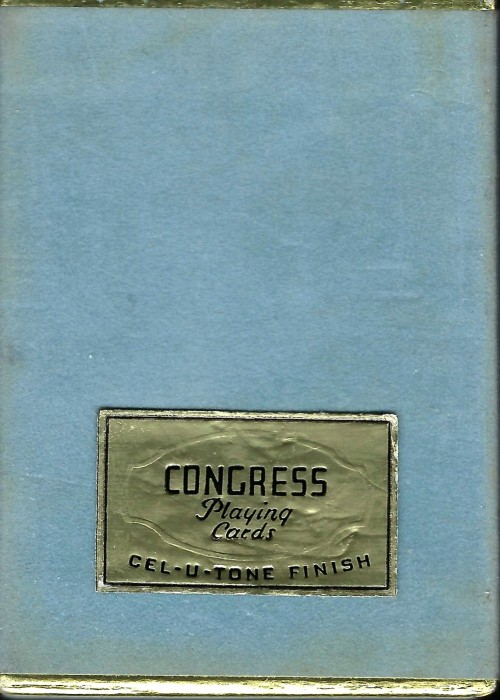 CONGRESS
Playing
Cards
CEL-U-TONE FINISH